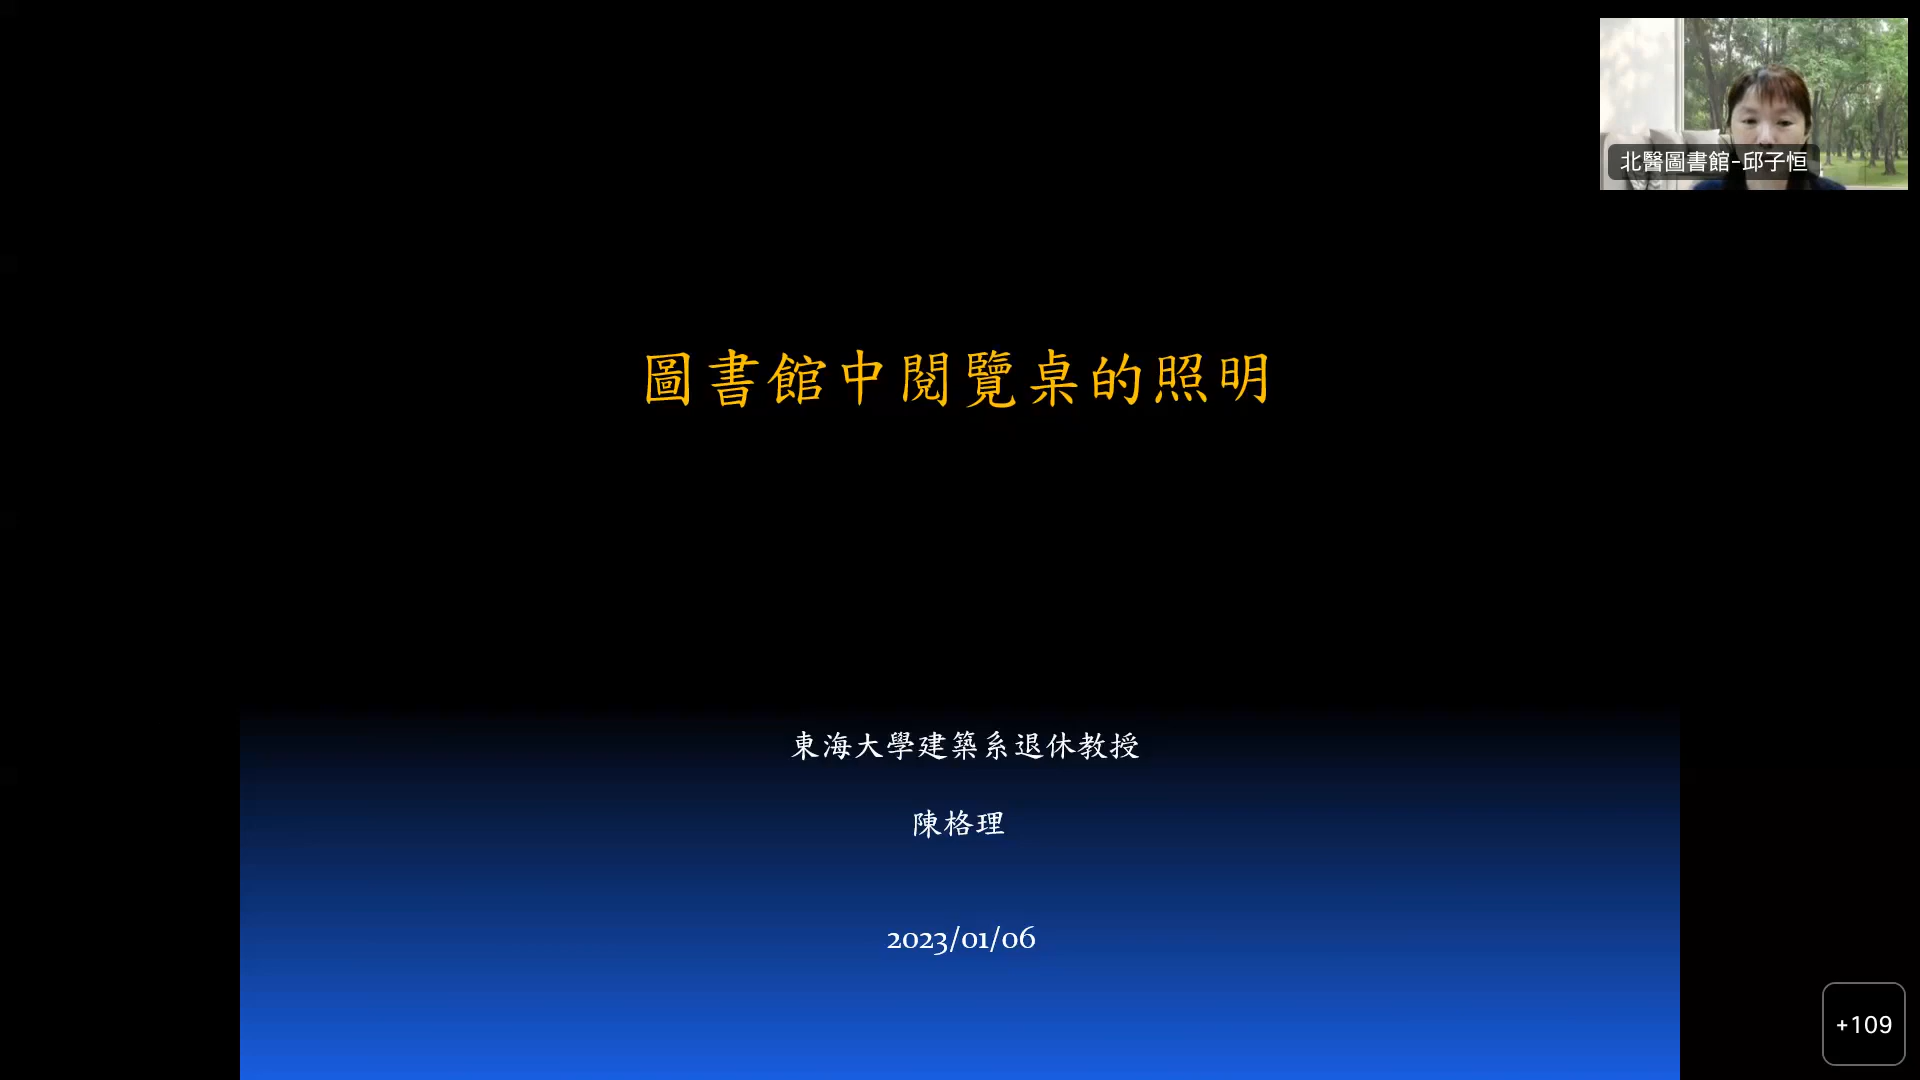 北醫圖書館-邱子恒
圖書館中閱覽桌的照明
東海大學建築系退休教授
陳格理
2023/01/06
+109